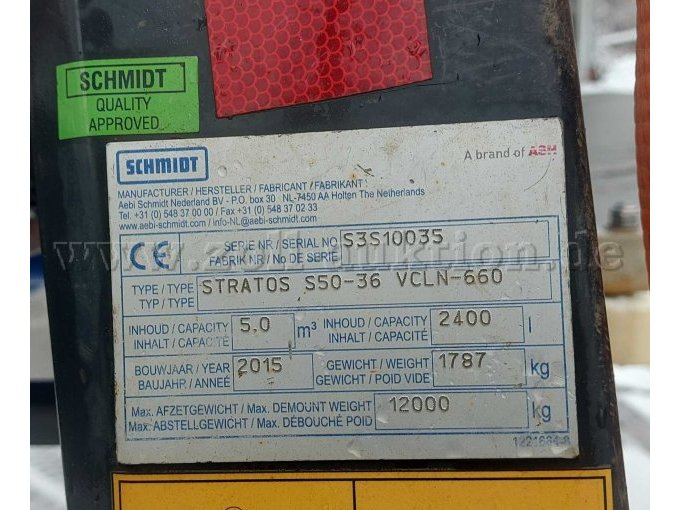 SCHMIDT
QUALITY
APPROVED
SCHMIDT
A brand of ASH
MANUFACTURER / HERSTELLER / FABRICANT / FABRIKANT :
Aebi Schmidt Nederland BV - P.O. box 30 NL-7450 AA Holten The Netherlands
Tel. +31 (0) 548 37 00 00 / Fax +31 (0) 548 37 02 33
www.aebi-schmidt.com / info-NL@aebi-schmidt.com
CE
SERIE NR / SERIAL NO S3S10035
FABRIK NR / No DE SERIE
TYPE / TYPE / STRATOS S50-36 VCLN-660
TYP / TYPE
INHOUD / CAPACITY 5.0 m³ INHOUD / CAPACITY 2400 l
INHALT / CAPACITY INHALT / CAPACITY
BOUWJAAR / YEAR 2015 GEWICHT / WEIGHT 1787 kg
BAUJAHR / ANNEÉ GEWICHT / POID VIDE
Max. AFZETGEWICHT / Max. DEMOUNT WEIGHT 12000 kg
Max. ABSTELLGEWICHT / Max. DÉBOUCHÉ POID